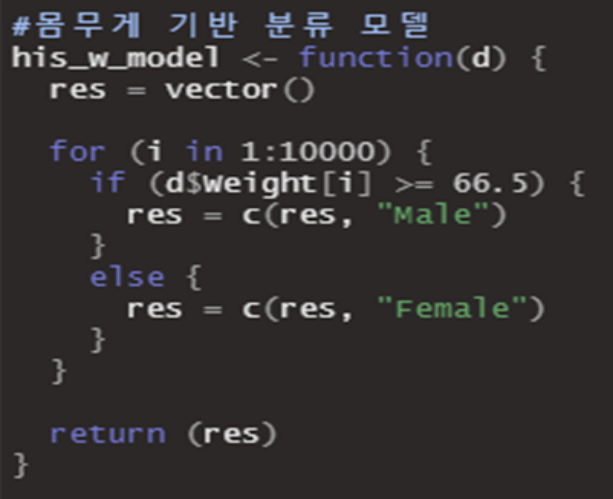 #몸무게 기반 분류 모델
his_w_model <- function(d) {
  res = vector()

  for (i in 1:10000) {
    if (d$Weight[i] >= 66.5) {
      res = c(res, "Male")
    }
    else {
      res = c(res, "Female")
    }
  }

  return (res)
}